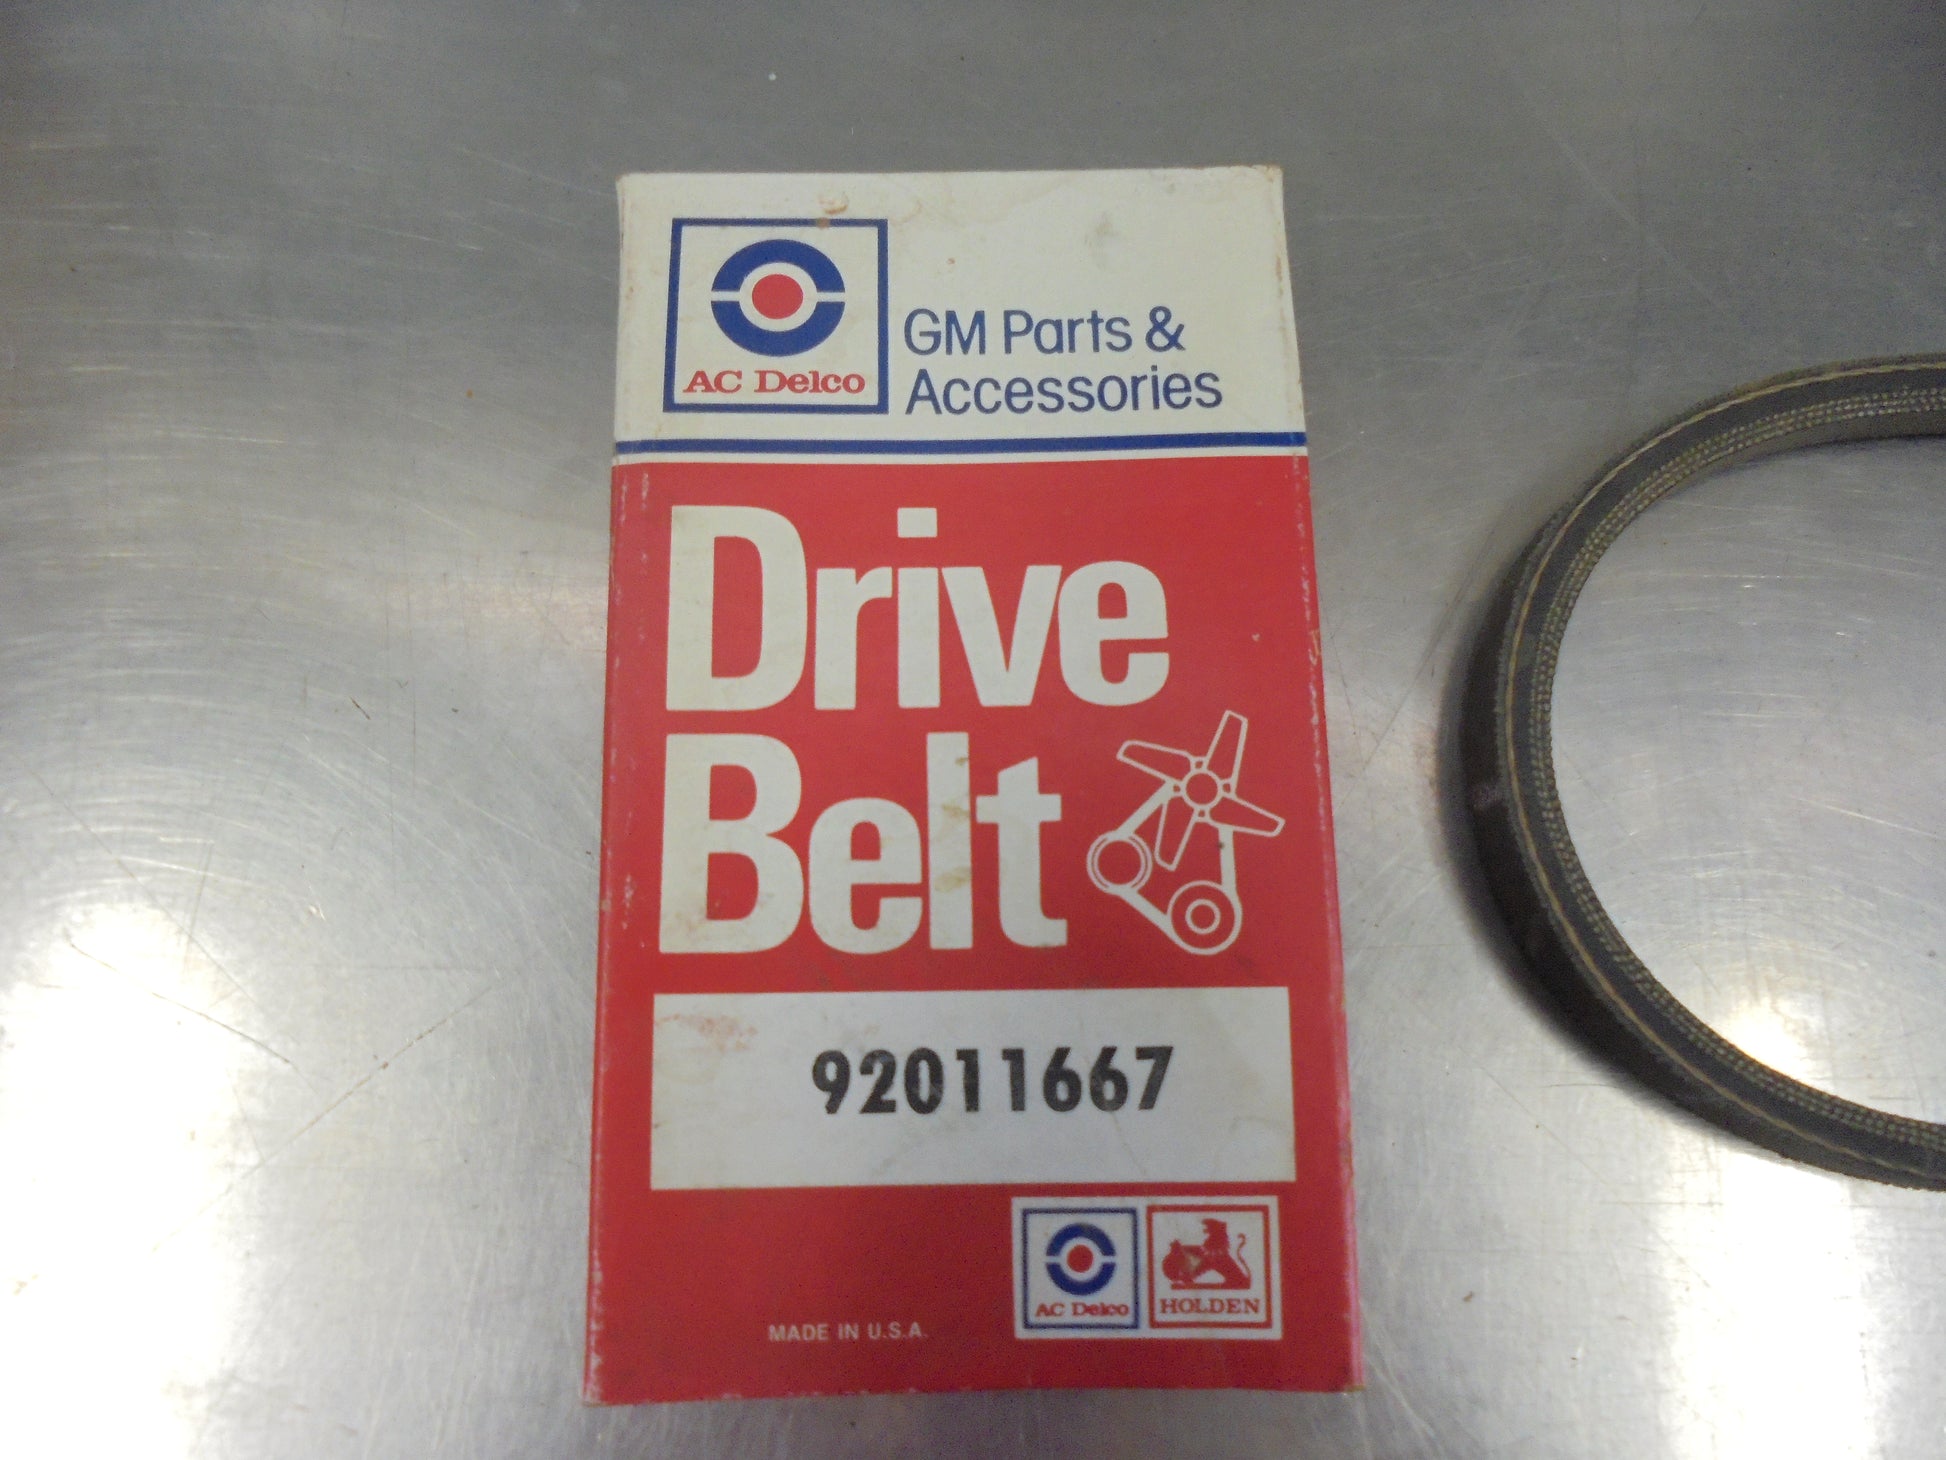 AC Delco
GM Parts &
Accessories
Drive
Belt
92011667
AC Delco
HOLDEN
MADE IN U.S.A.